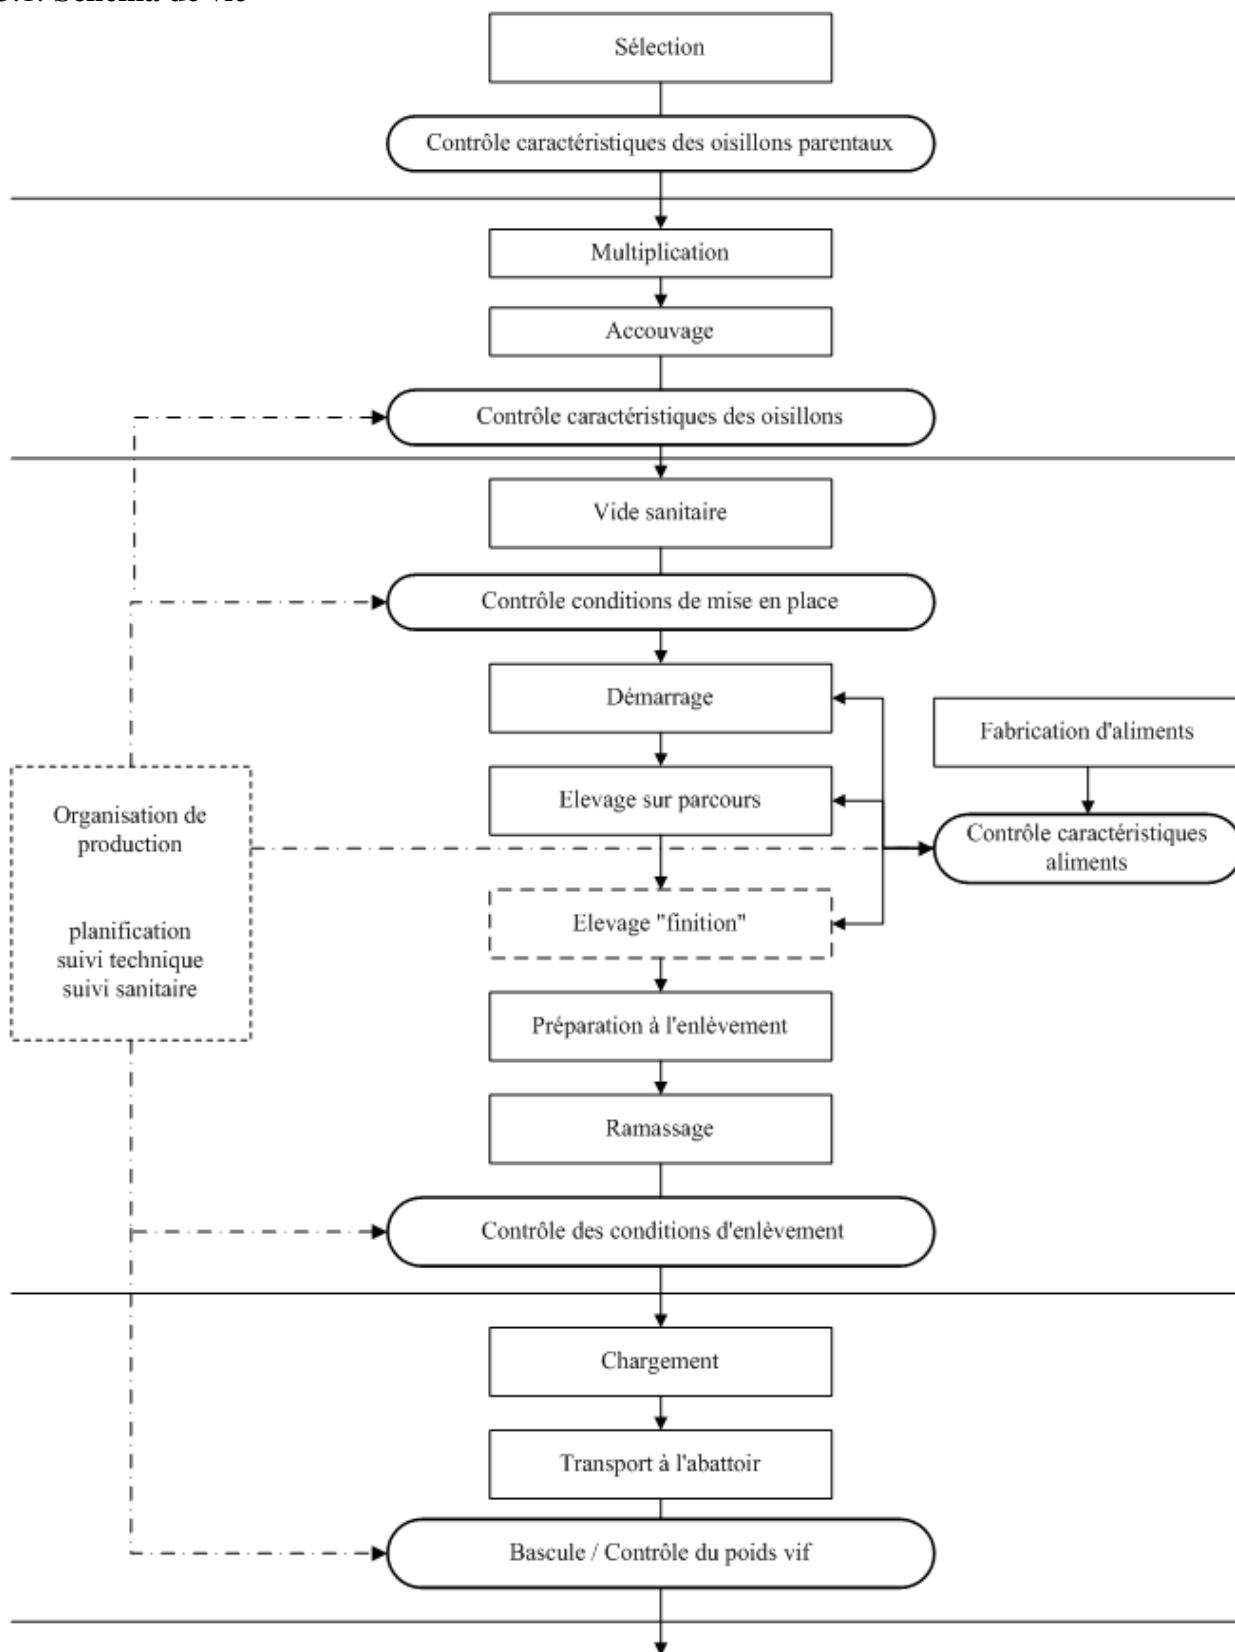 Sélection
Contrôle caractéristiques des oisillons parentaux
Multiplication
Accouvage
Contrôle caractéristiques des oisillons
Vide sanitaire
Contrôle conditions de mise en place
Démarrage
Fabrication d'aliments
Elevage sur parcours
Organisation de
production
Contrôle caractéristiques
aliments
planification
suivi technique
suivi sanitaire
Elevage "finition"
Préparation à l'enlèvement
Ramassage
Contrôle des conditions d'enlèvement
Chargement
Transport à l'abattoir
Bascule / Contrôle du poids vif